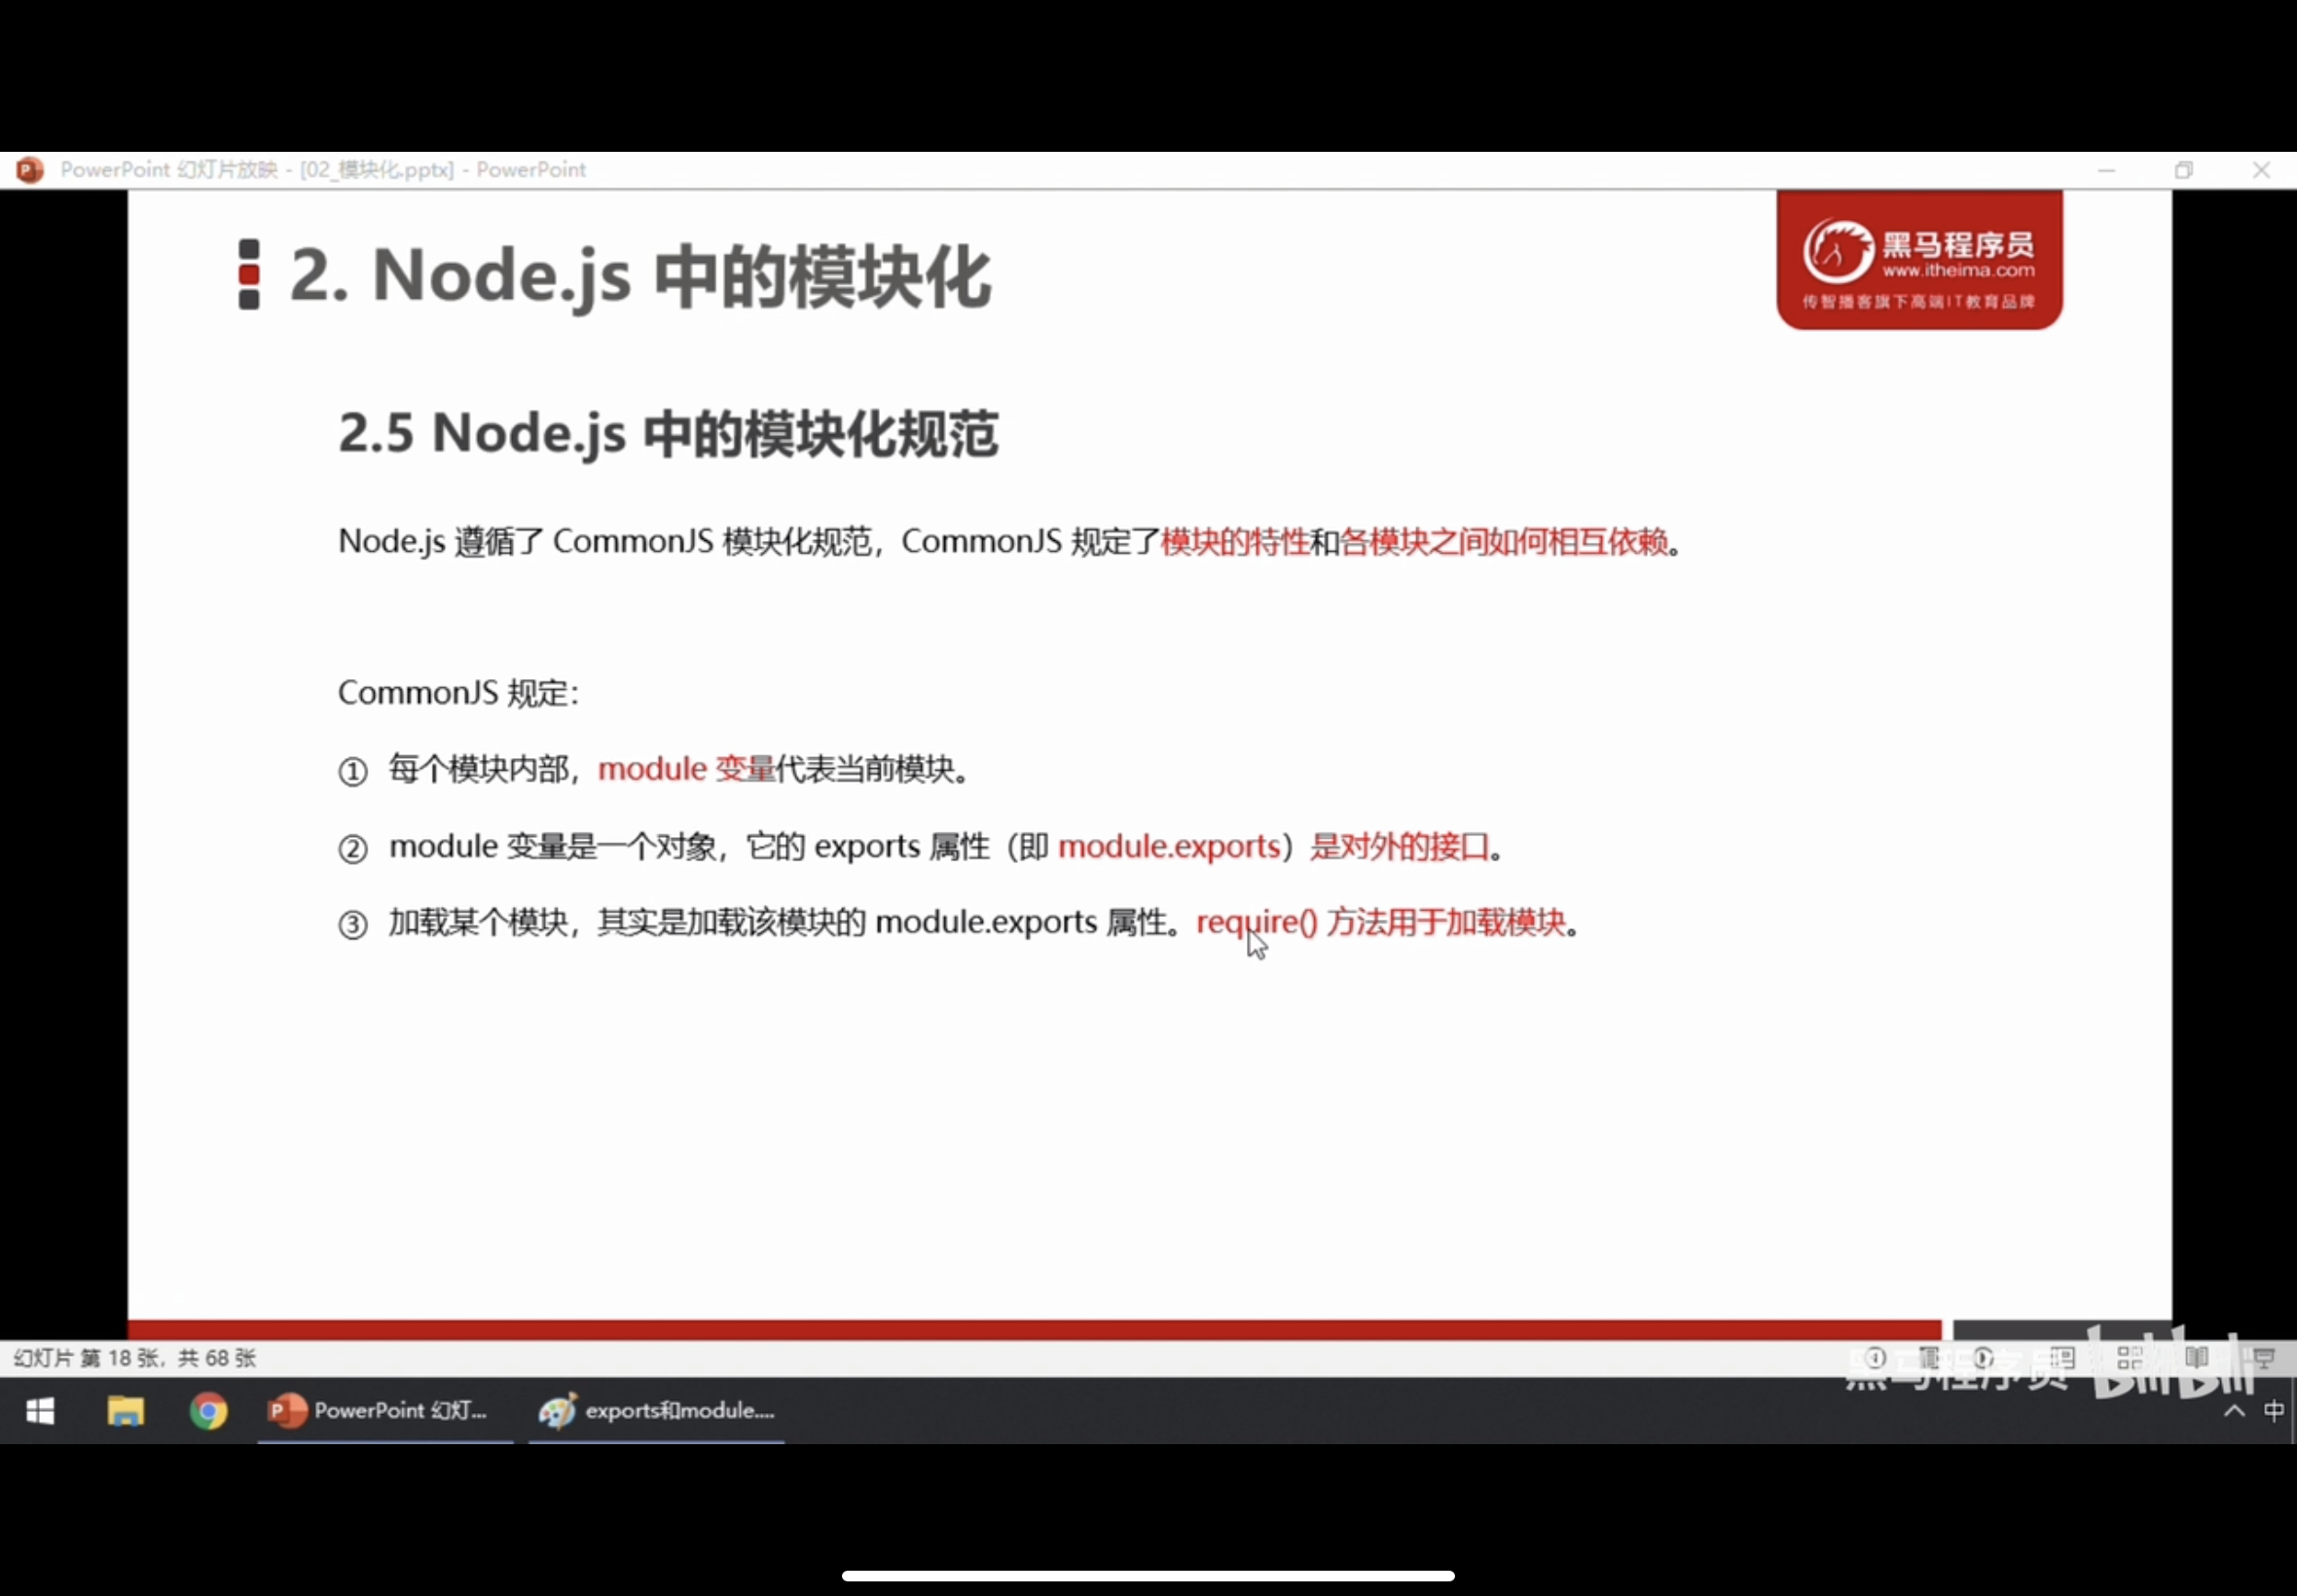 PowerPoint 幻灯片放映 - [02_模块化.pptx] - PowerPoint
2. Node.js 中的模块化
黑马程序员
www.itheima.com
传智播客旗下高端IT教育品牌
2.5 Node.js 中的模块化规范
Node.js 遵循了 CommonJS 模块化规范，CommonJS 规定了模块的特性和各模块之间如何相互依赖。
CommonJS 规定：
① 每个模块内部，module 变量代表当前模块。
② module 变量是一个对象，它的 exports 属性（即 module.exports）是对外的接口。
③ 加载某个模块，其实是加载该模块的 module.exports 属性。require() 方法用于加载模块。
幻灯片 第 18 张，共 68 张
黑马程序员 bilibili
PowerPoint 幻灯...
exports和module....
中